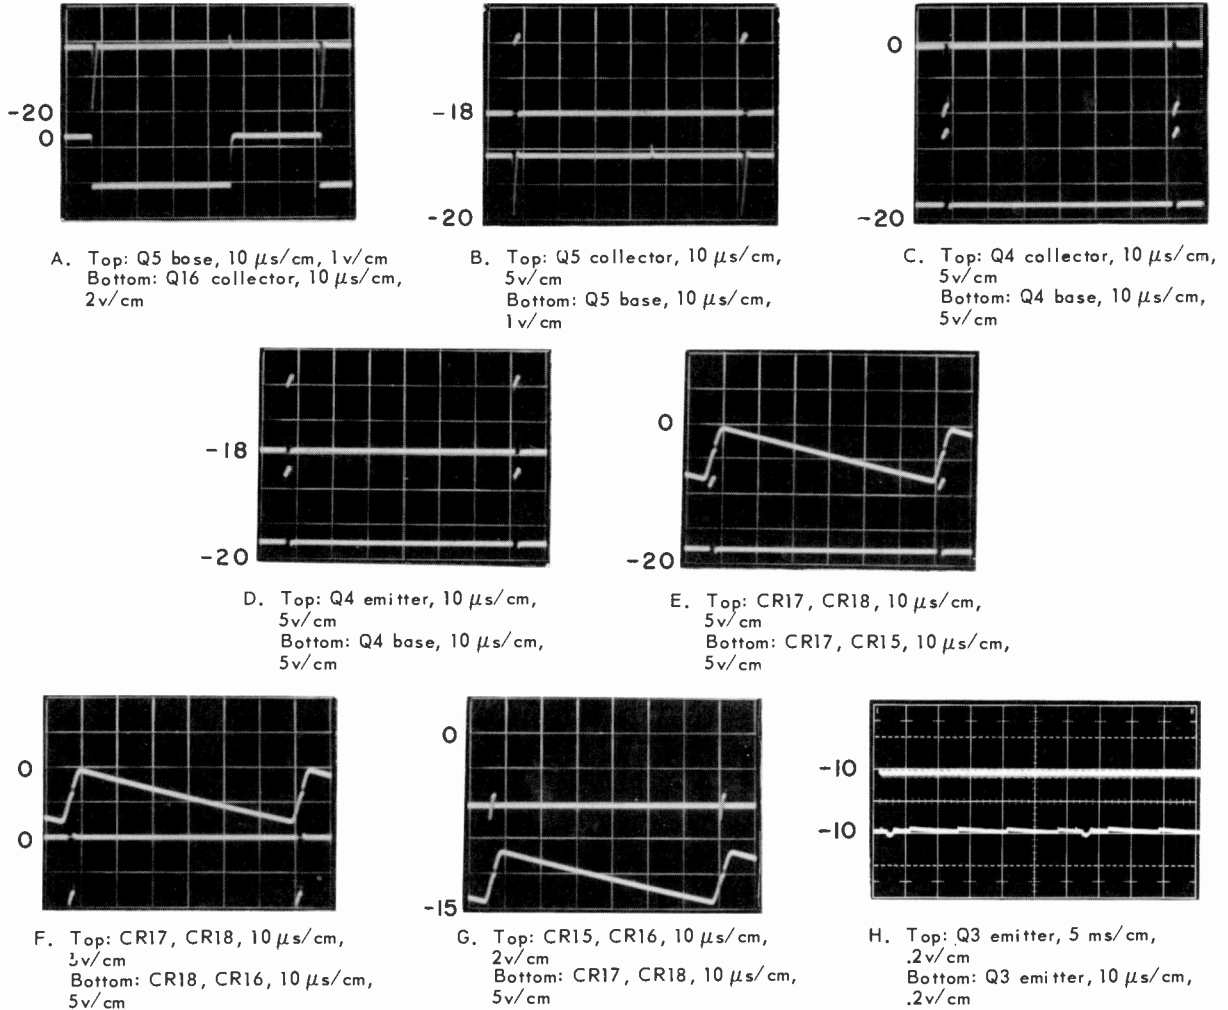 -20
0
A. Top: Q5 base, 10 μs/cm, 1v/cm
Bottom: Q16 collector, 10 μs/cm,
2v/cm
-18
-20
B. Top: Q5 collector, 10 μs/cm,
5v/cm
Bottom: Q5 base, 10 μs/cm,
1v/cm
0
-20
C. Top: Q4 collector, 10 μs/cm,
5v/cm
Bottom: Q4 base, 10 μs/cm,
5v/cm
-18
-20
D. Top: Q4 emitter, 10 μs/cm,
5v/cm
Bottom: Q4 base, 10 μs/cm,
5v/cm
0
-20
E. Top: CR17, CR18, 10 μs/cm,
5v/cm
Bottom: CR17, CR15, 10 μs/cm,
5v/cm
0
0
F. Top: CR17, CR18, 10 μs/cm,
v/cm
Bottom: CR18, CR16, 10 μs/cm,
5v/cm
0
-15
G. Top: CR15, CR16, 10 μs/cm,
2v/cm
Bottom: CR17, CR18, 10 μs/cm,
5v/cm
-10
-10
H. Top: Q3 emitter, 5 ms/cm,
.2v/cm
Bottom: Q3 emitter, 10 μs/cm,
.2v/cm